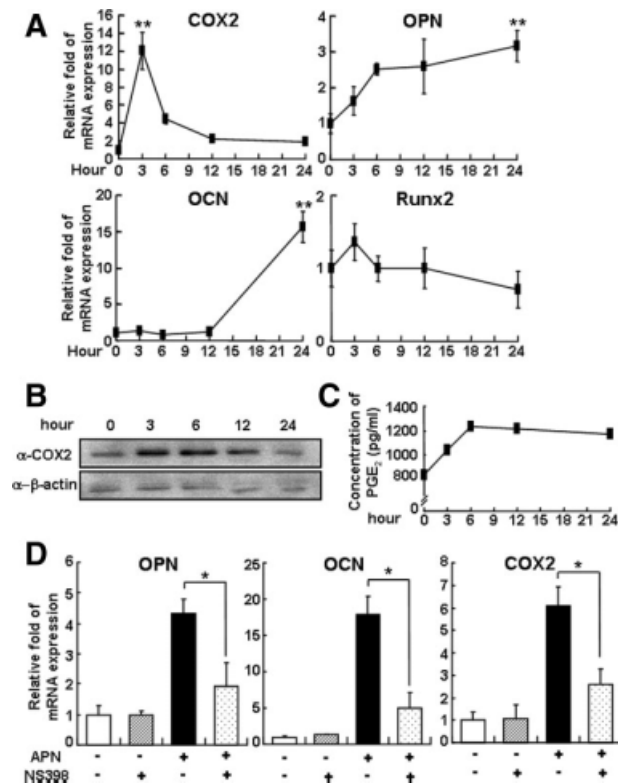 A
COX2
OPN
Relative fold of
mRNA expression
16
14
12
10
8
6
4
2
0
**
4
3
2
1
0
**
Hour
0 3 6 9 12 15 18 21 24
0 3 6 9 12 15 18 21 24
OCN
Runx2
Relative fold of
mRNA expression
20
15
10
5
0
**
2
1
0
Hour
0 3 6 9 12 15 18 21 24
0 3 6 9 12 15 18 21 24
B
hour 0 3 6 12 24
α-COX2
α-β-actin
C
Concentration of
PGE2 (pg/ml)
1400
1200
1000
800
0
hour
0 3 6 9 12 15 18 21 24
D
OPN
OCN
COX2
Relative fold of
mRNA expression
6
5
4
2
1
0
*
25
20
15
10
5
0
*
8
7
6
5
4
3
2
1
0
*
APN - - + + - - + + - - + +
NS398 - + - + - + - + - + - +